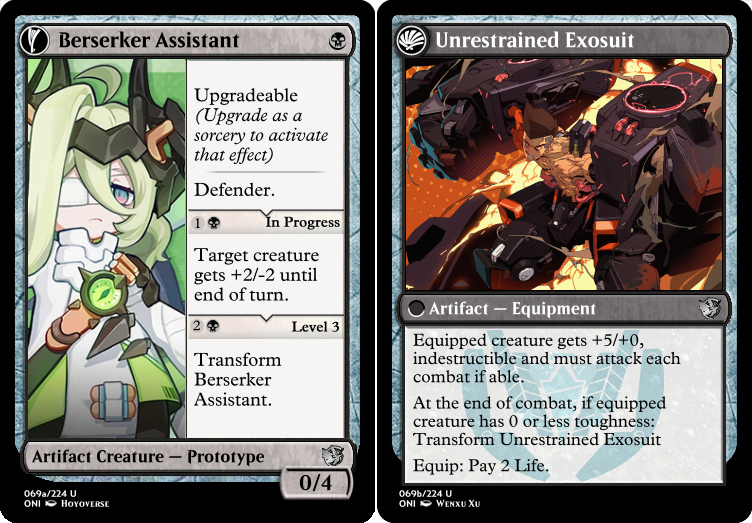 Berserker Assistant
Upgradeable
(Upgrade as a
sorcery to activate
that effect)
Defender.
1 In Progress
Target creature
gets +2/-2 until
end of turn.
2 Level 3
Transform
Berserker
Assistant.
Artifact Creature — Prototype
0/4
069a/224 U
ONI HOYOVERSE
Unrestrained Exosuit
Artifact — Equipment
Equipped creature gets +5/+0,
indestructible and must attack each
combat if able.
At the end of combat, if equipped
creature has 0 or less toughness:
Transform Unrestrained Exosuit
Equip: Pay 2 Life.
069b/224 U
ONI WENXU XU